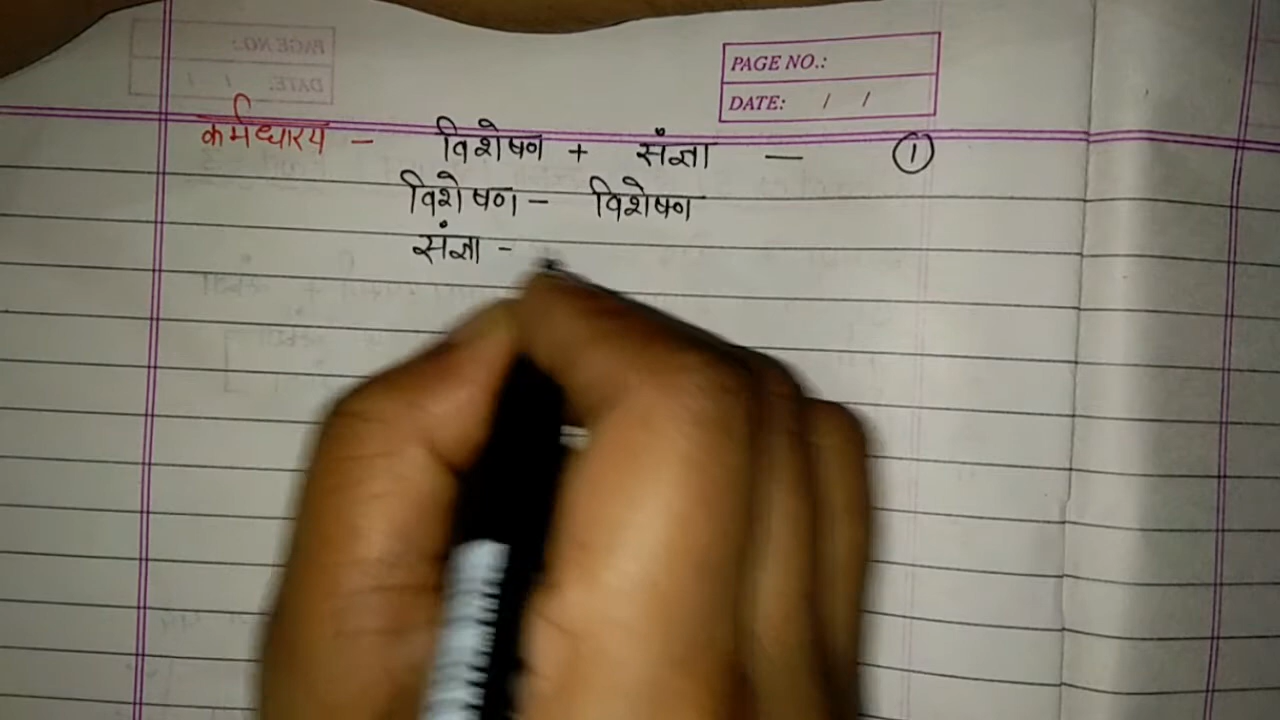 PAGE NO.:
DATE: / /
कर्मधारय - विशेषण + संज्ञा — ①
विशेषण - विशेषण
संज्ञा -